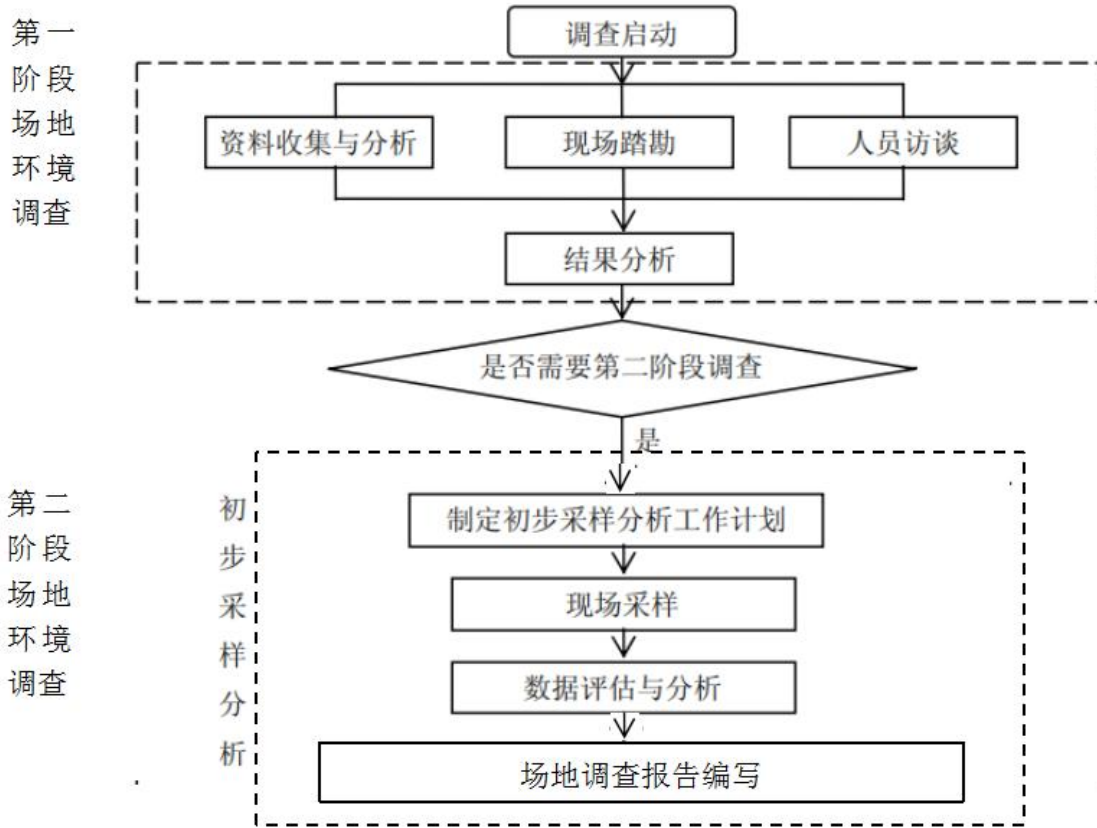 第一
阶段
场地
环境
调查
调查启动
资料收集与分析
现场踏勘
人员访谈
结果分析
是否需要第二阶段调查
是
第二
阶段
场地
环境
调查
初
步
采
样
分
析
制定初步采样分析工作计划
现场采样
数据评估与分析
场地调查报告编写